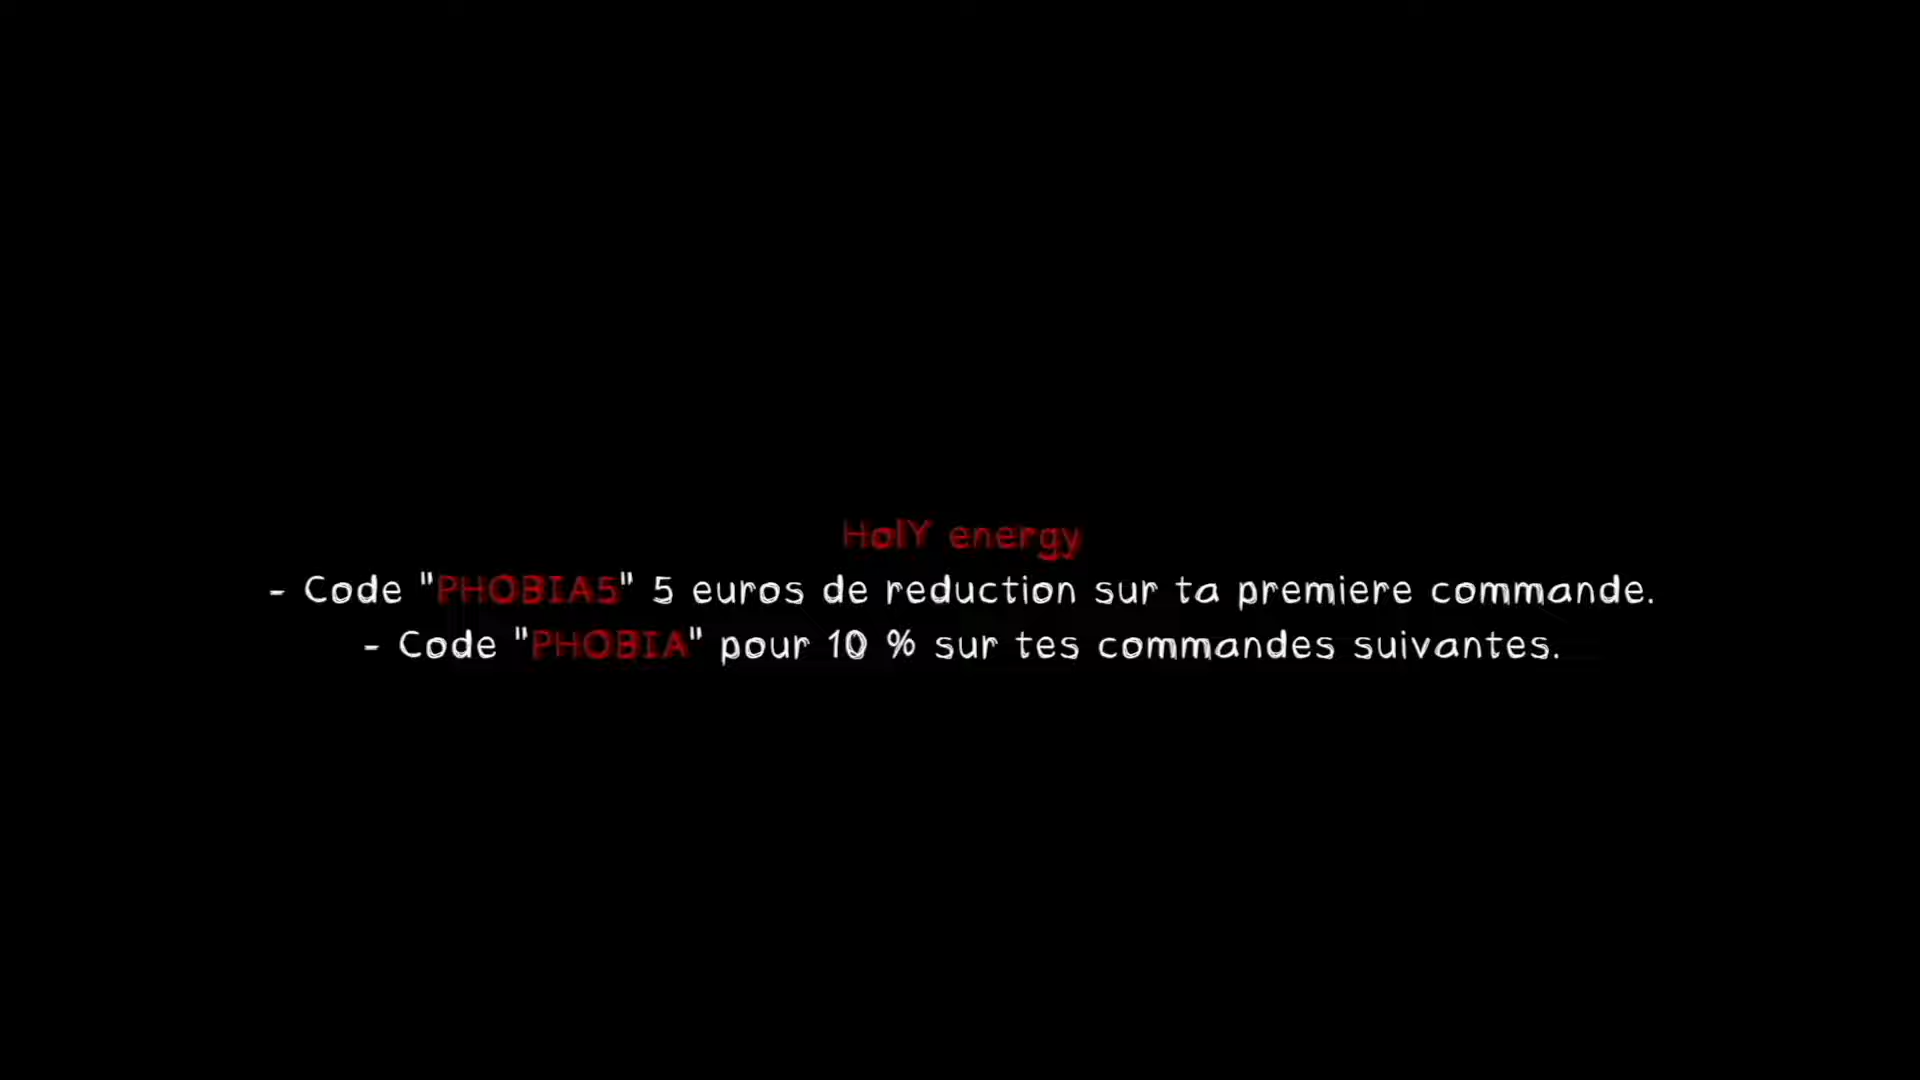 HolY energy
- Code "PHOBIA5" 5 euros de reduction sur ta premiere commande.
- Code "PHOBIA" pour 10 % sur tes commandes suivantes.